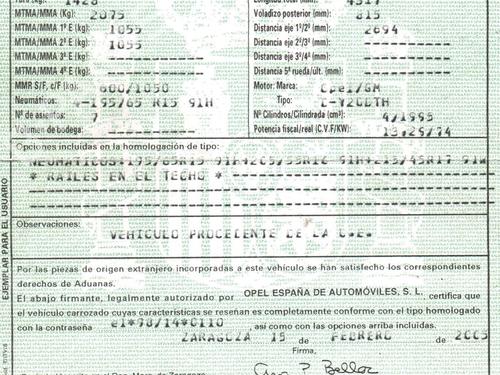 Tara (kg): 1428 Longitud total (mm): 4317
MTMA/MMA (Kg): 2075 Voladizo posterior (mm): 815
MTMA/MMA 1º E (kg): 1055 Distancia eje 1º/2º (mm): 2694
MTMA/MMA 2º E (kg): 1055 Distancia eje 2º/3º (mm): ----------
MTMA/MMA 3º E (kg): ---------- Distancia eje 3º/4º (mm): ----------
MTMA/MMA 4º E (kg): ---------- Distancia 5ª rueda/últ. (mm): ----------
MMR S/F, c/F (kg): 600/1050 Motor: Marca: Opel/GM
Neumáticos: 4-195/65 R15 91H Tipo:
Nº de asientos: 7 Nº Cilindros/Cilindrada (cm³): 4/1995
Volumen de bodega: ---------- Potencia fiscal/real (C.V.F/KW): 13,26/74
Opciones incluidas en la homologación de tipo:
NEUMATICOS:195/65R15 91H+205/55R16 91H+215/45R17 91W
* RAILES EN EL TECHO * --------------------
Observaciones:
VEHICULO PROCEDENTE DE LA C.E.
EJEMPLAR PARA EL USUARIO
Por las piezas de origen extranjero incorporadas a este vehículo se han satisfecho los correspondientes
derechos de Aduanas.
El abajo firmante, legalmente autorizado por OPEL ESPAÑA DE AUTOMÓVILES, S. L. certifica que
el vehículo carrozado cuyas características se reseñan es completamente conforme con el tipo homologado
con la contraseña e1*98/14*0110 así como con las opciones arriba incluidas.
ZARAGOZA 15 de FEBRERO de 2005
Firma,